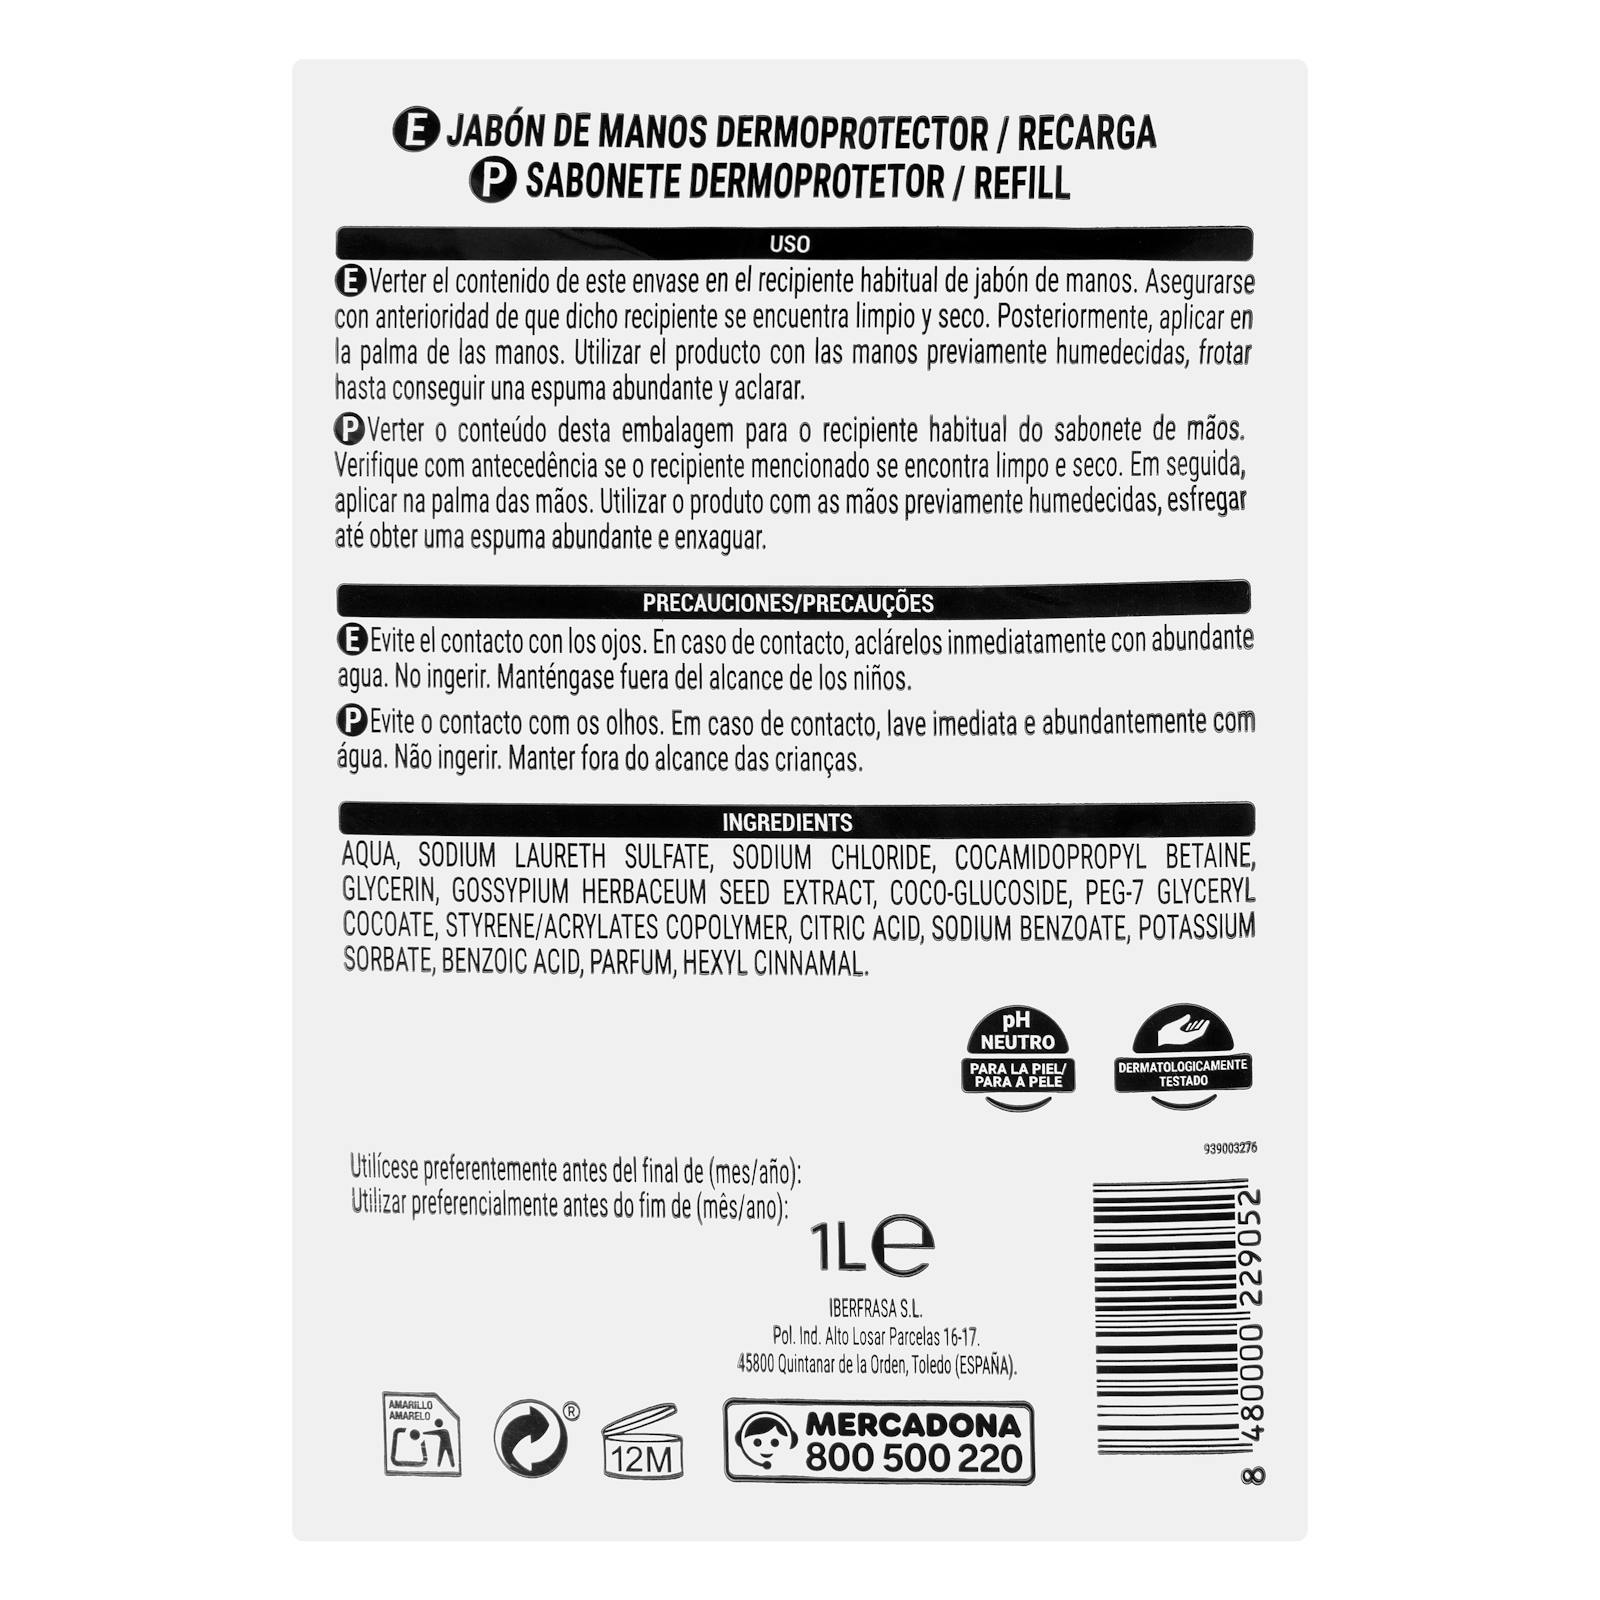 E JABÓN DE MANOS DERMOPROTECTOR / RECARGA
P SABONETE DERMOPROTETOR / REFILL
USO
E Verter el contenido de este envase en el recipiente habitual de jabón de manos. Asegurarse
con anterioridad de que dicho recipiente se encuentra limpio y seco. Posteriormente, aplicar en
la palma de las manos. Utilizar el producto con las manos previamente humedecidas, frotar
hasta conseguir una espuma abundante y aclarar.
P Verter o conteúdo desta embalagem para o recipiente habitual do sabonete de mãos.
Verifique com antecedência se o recipiente mencionado se encontra limpo e seco. Em seguida,
aplicar na palma das mãos. Utilizar o produto com as mãos previamente humedecidas, esfregar
até obter uma espuma abundante e enxaguar.
PRECAUCIONES/PRECAUÇÕES
E Evite el contacto con los ojos. En caso de contacto, aclárelos inmediatamente con abundante
agua. No ingerir. Manténgase fuera del alcance de los niños.
P Evite o contacto com os olhos. Em caso de contacto, lave imediata e abundantemente com
água. Não ingerir. Manter fora do alcance das crianças.
INGREDIENTS
AQUA, SODIUM LAURETH SULFATE, SODIUM CHLORIDE, COCAMIDOPROPYL BETAINE,
GLYCERIN, GOSSYPIUM HERBACEUM SEED EXTRACT, COCO-GLUCOSIDE, PEG-7 GLYCERYL
COCOATE, STYRENE/ACRYLATES COPOLYMER, CITRIC ACID, SODIUM BENZOATE, POTASSIUM
SORBATE, BENZOIC ACID, PARFUM, HEXYL CINNAMAL.
pH
NEUTRO
PARA LA PIEL/
PARA A PELE
DERMATOLOGICAMENTE
TESTADO
939003276
Utilícese preferentemente antes del final de (mes/año):
Utilizar preferencialmente antes do fim de (mês/ano):
1L e
IBERFRASA S.L.
Pol. Ind. Alto Losar Parcelas 16-17.
45800 Quintanar de la Orden, Toledo (ESPAÑA).
AMARILLO
AMARELO
®
12M
MERCADONA
800 500 220
8 480000 229052